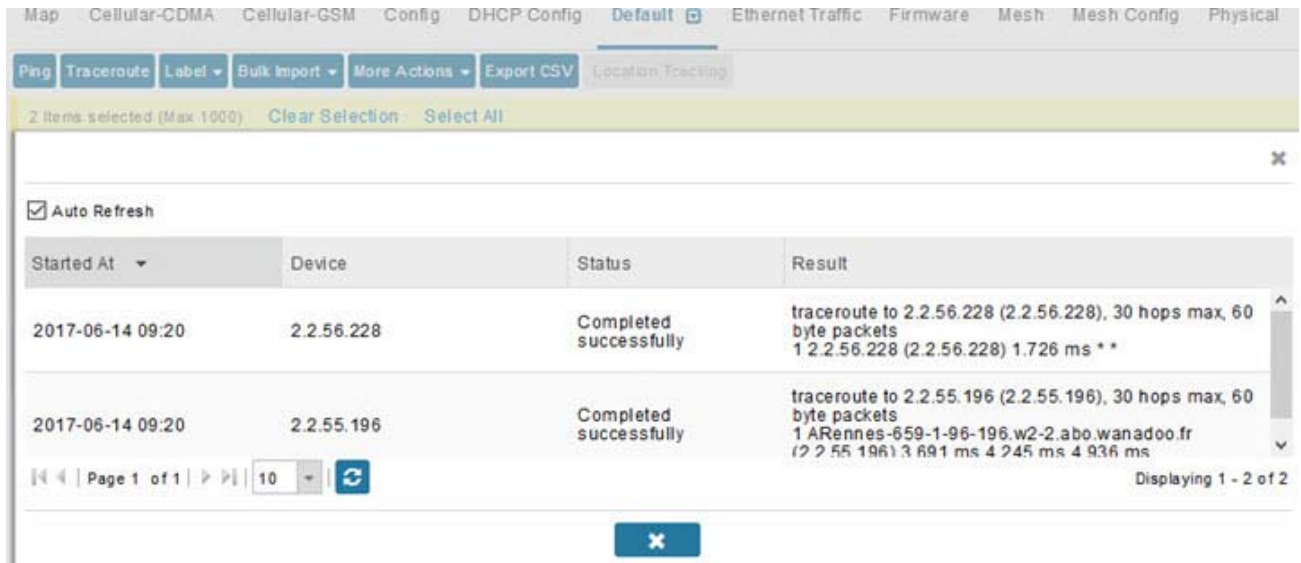 Map Cellular-CDMA Cellular-GSM Config DHCP Config Default Ethernet Traffic Firmware Mesh Mesh Config Physical
Ping Traceroute Label Bulk Import More Actions Export CSV Location Tracking
2 Items selected (Max 1000) Clear Selection Select All
Auto Refresh
Started At Device Status Result
2017-06-14 09:20 2.2.56.228 Completed successfully traceroute to 2.2.56.228 (2.2.56.228), 30 hops max, 60
byte packets
1 2.2.56.228 (2.2.56.228) 1.726 ms * *
2017-06-14 09:20 2.2.55.196 Completed successfully traceroute to 2.2.55.196 (2.2.55.196), 30 hops max, 60
byte packets
1 ARennes-659-1-96-196.w2-2.abo.wanadoo.fr
(2.2.55.196) 3.691 ms 4.245 ms 4.936 ms
Page 1 of 1 10 Displaying 1 - 2 of 2